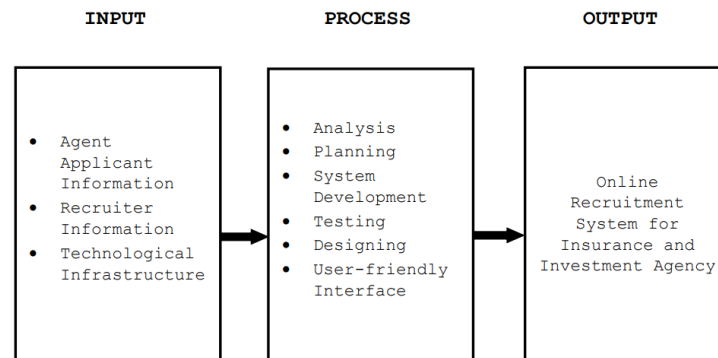 INPUT
PROCESS
OUTPUT
• Agent
Applicant
Information
• Recruiter
Information
• Technological
Infrastructure
• Analysis
• Planning
• System
Development
• Testing
• Designing
• User-friendly
Interface
Online
Recruitment
System for
Insurance and
Investment Agency